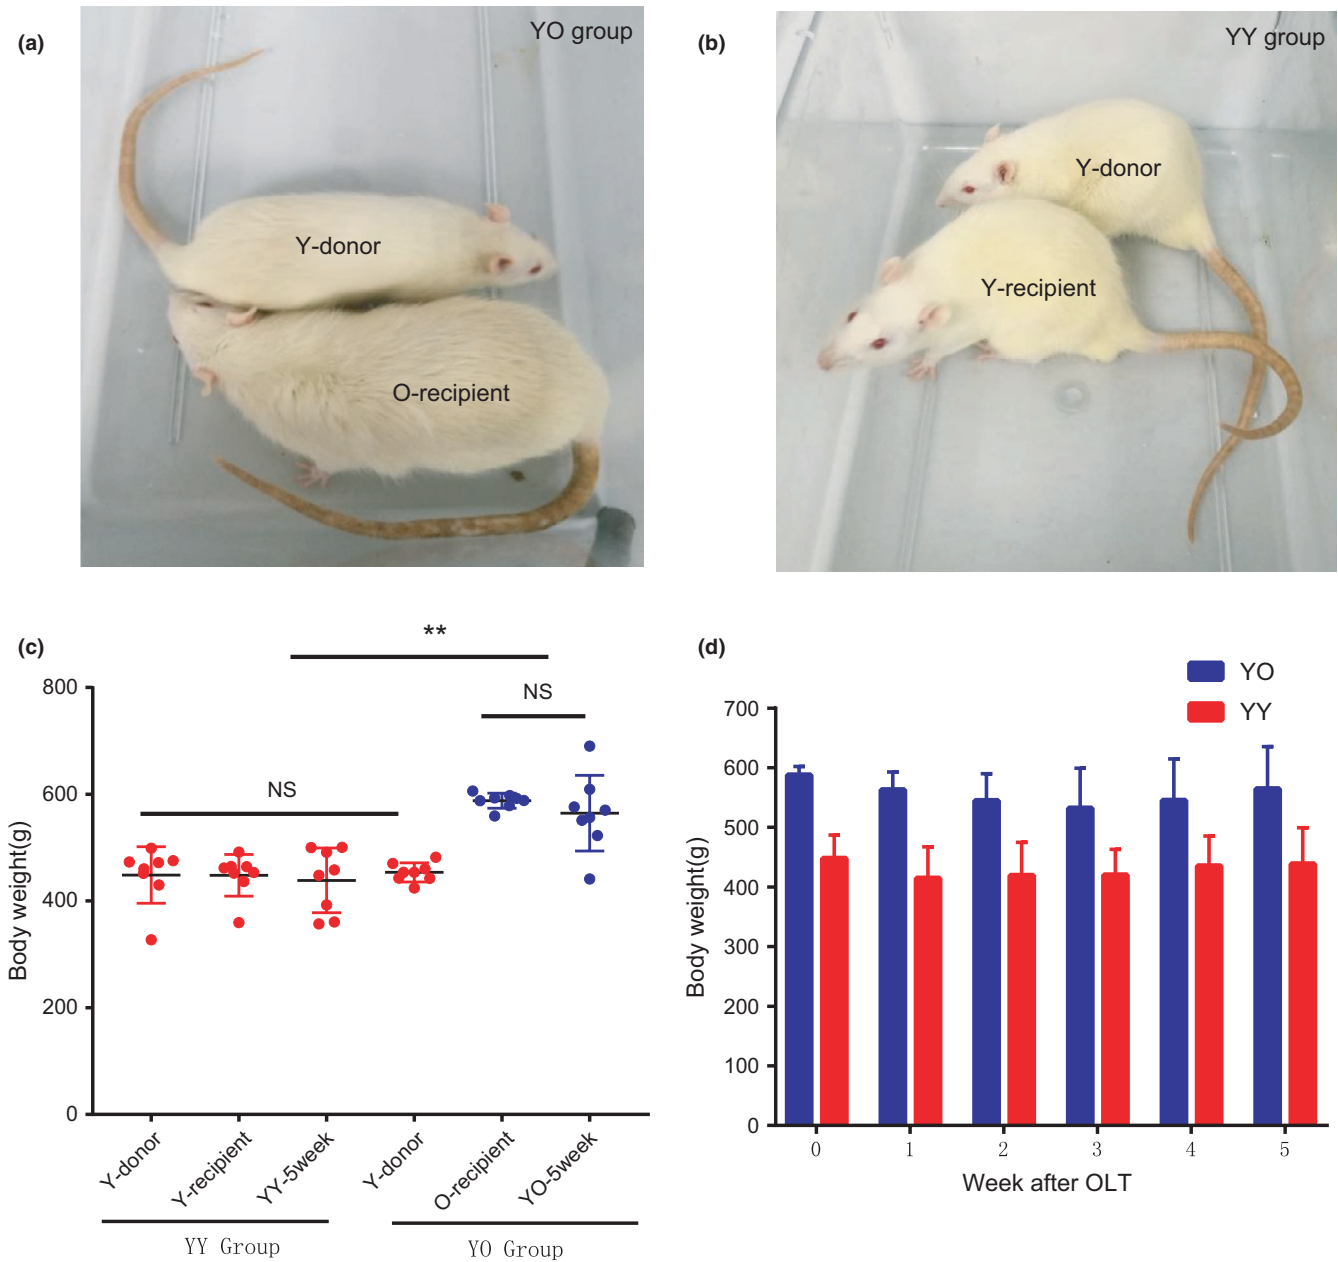 (a)
YO group
Y-donor
O-recipient
(b)
YY group
Y-donor
Y-recipient
(c)
**
NS
NS
800
600
400
200
0
Body weight(g)
Y-donor
Y-recipient
YY-5week
Y-donor
O-recipient
YO-5week
YY Group
YO Group
(d)
YO
YY
700
600
500
400
300
200
100
0
Body weight(g)
0 1 2 3 4 5
Week after OLT